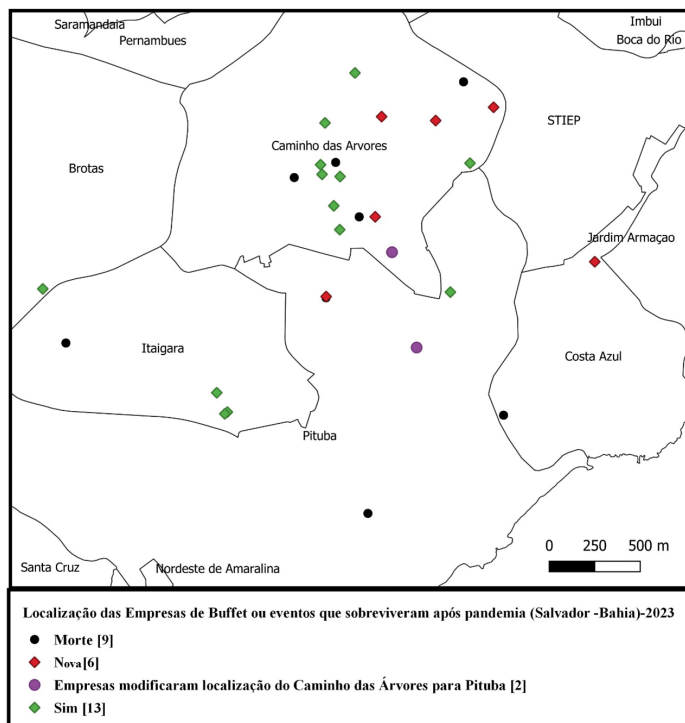 Saramandaia
Pernambues
Imbui
Boca do Rio
STIEP
Caminho das Arvores
Brotas
Jardim Armaçao
Itaigara
Costa Azul
Pituba
Santa Cruz
Nordeste de Amaralina
0 250 500 m
Localização das Empresas de Buffet ou eventos que sobreviveram após pandemia (Salvador -Bahia)-2023
Morte [9]
Nova[6]
Empresas modificaram localização do Caminho das Árvores para Pituba [2]
Sim [13]